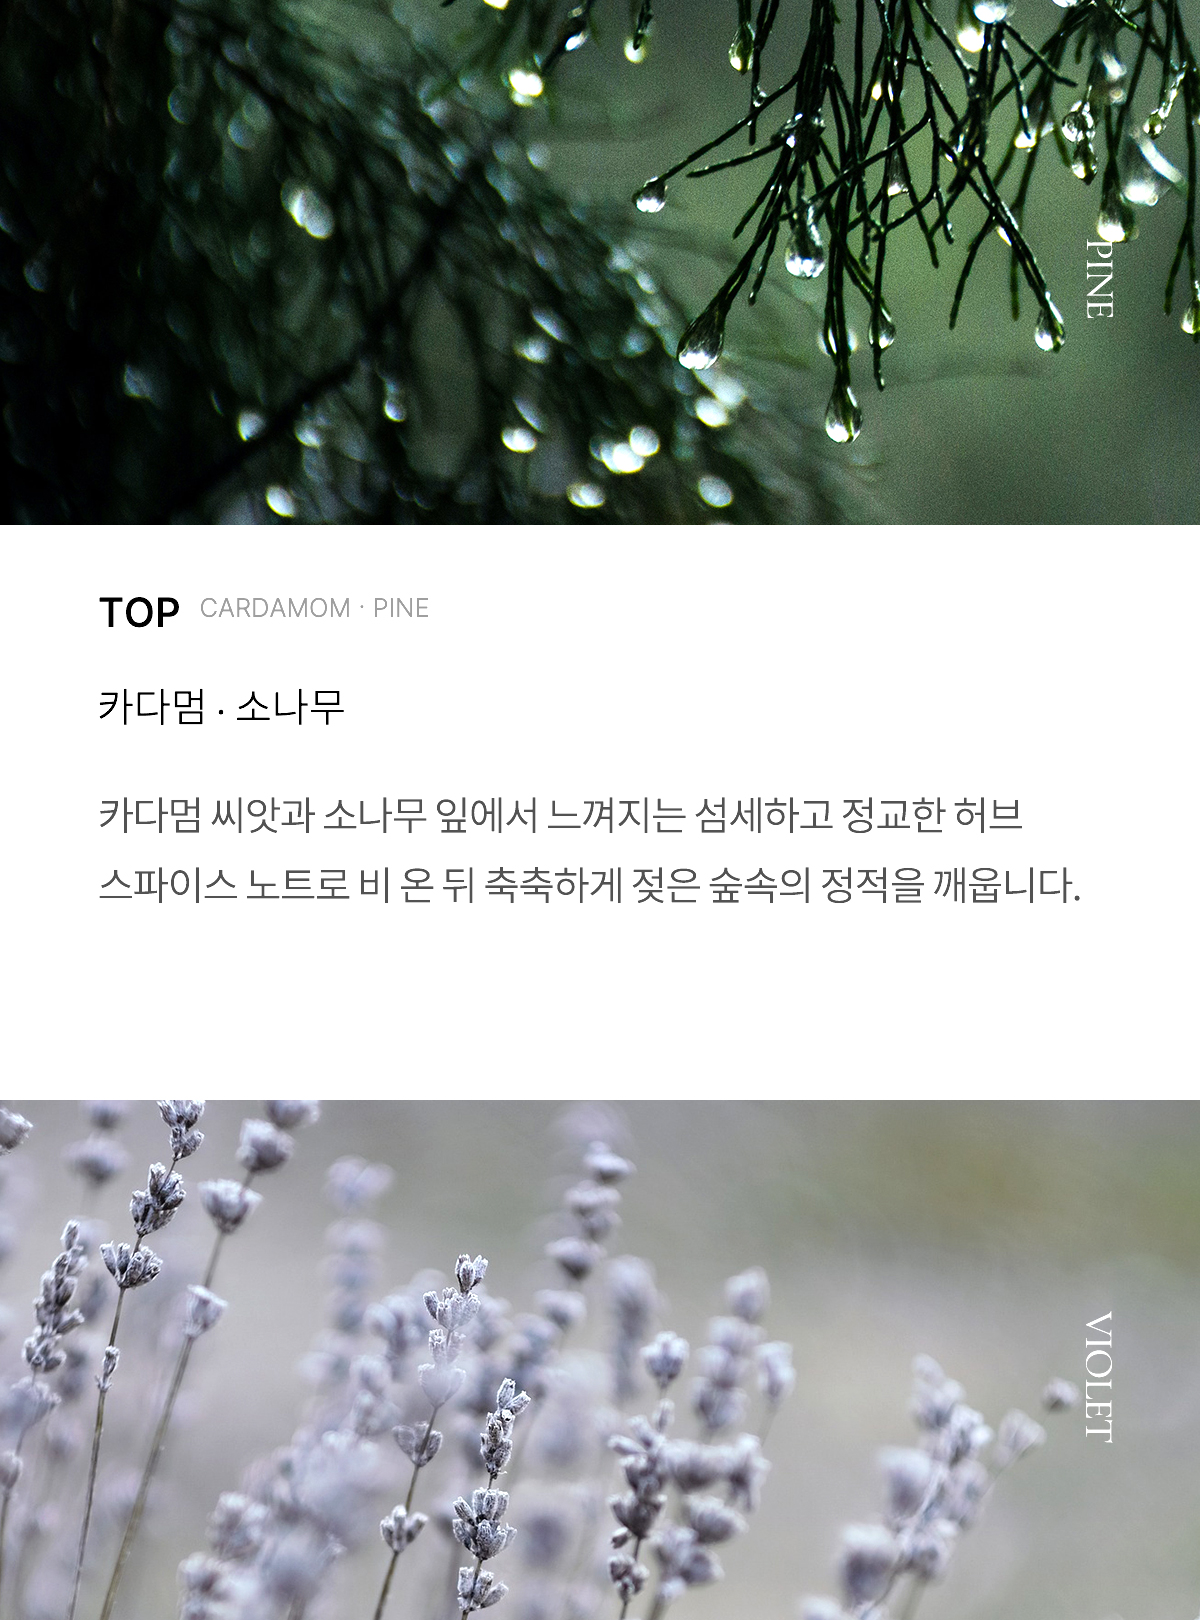 PINE
TOP CARDAMOM · PINE
카다멈 · 소나무
카다멈 씨앗과 소나무 잎에서 느껴지는 섬세하고 정교한 허브
스파이스 노트로 비 온 뒤 축축하게 젖은 숲속의 정적을 깨웁니다.
VIOLET